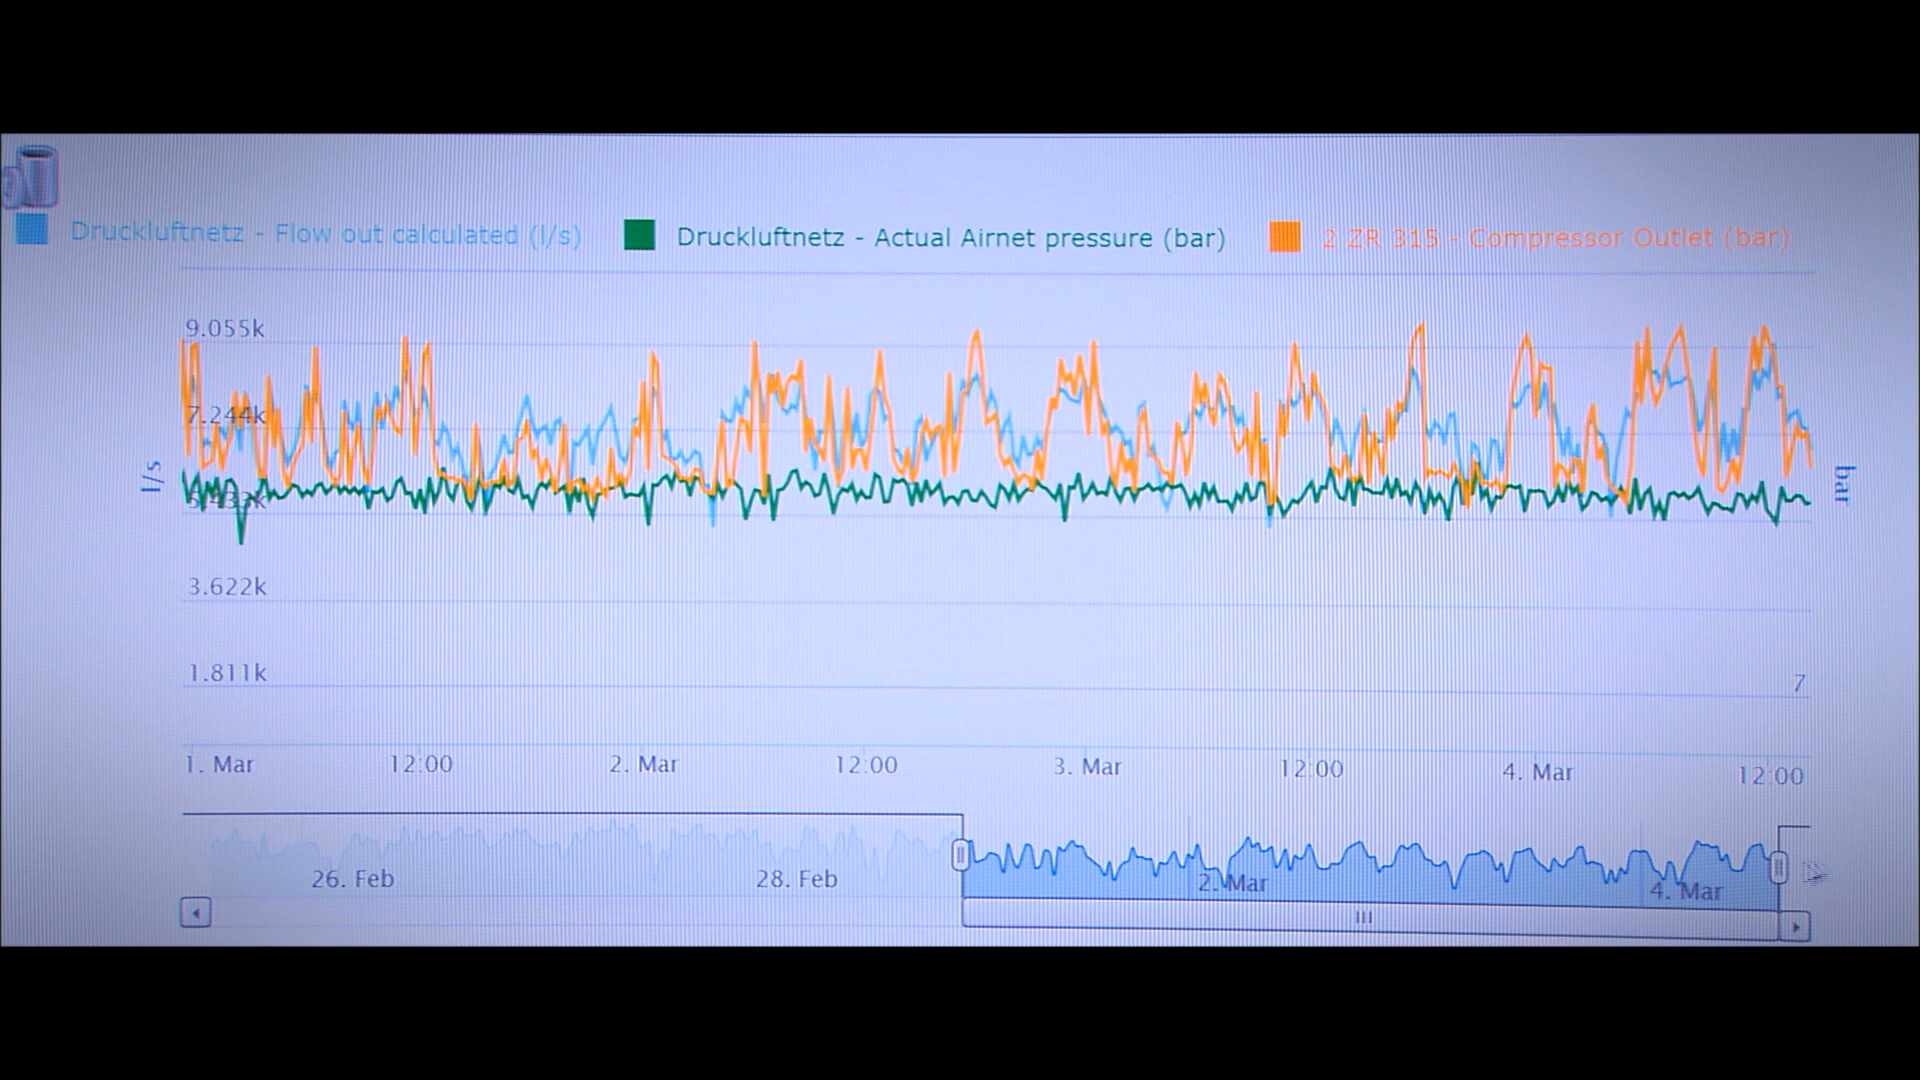 Druckluftnetz - Flow out calculated (l/s)
Druckluftnetz - Actual Airnet pressure (bar)
2 ZR 315 - Compressor Outlet (bar)
9.055k
7.244k
5.433k
3.622k
1.811k
l/s
bar
7
1. Mar
12:00
2. Mar
12:00
3. Mar
12:00
4. Mar
12:00
26. Feb
28. Feb
2. Mar
4. Mar